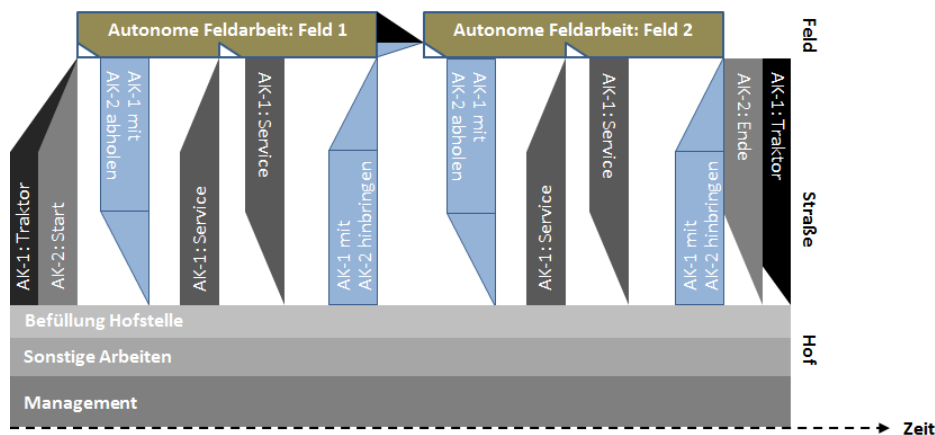 Autonome Feldarbeit: Feld 1
Autonome Feldarbeit: Feld 2
Feld
AK-1: Traktor
AK-2: Start
AK-1 mit
AK-2 abholen
AK-1: Service
AK-1: Service
AK-1 mit
AK-2 hinbringen
AK-1 mit
AK-2 abholen
AK-1: Service
AK-1: Service
AK-1 mit
AK-2 hinbringen
AK-2: Ende
AK-1: Traktor
Straße
Befüllung Hofstelle
Sonstige Arbeiten
Management
Hof
Zeit